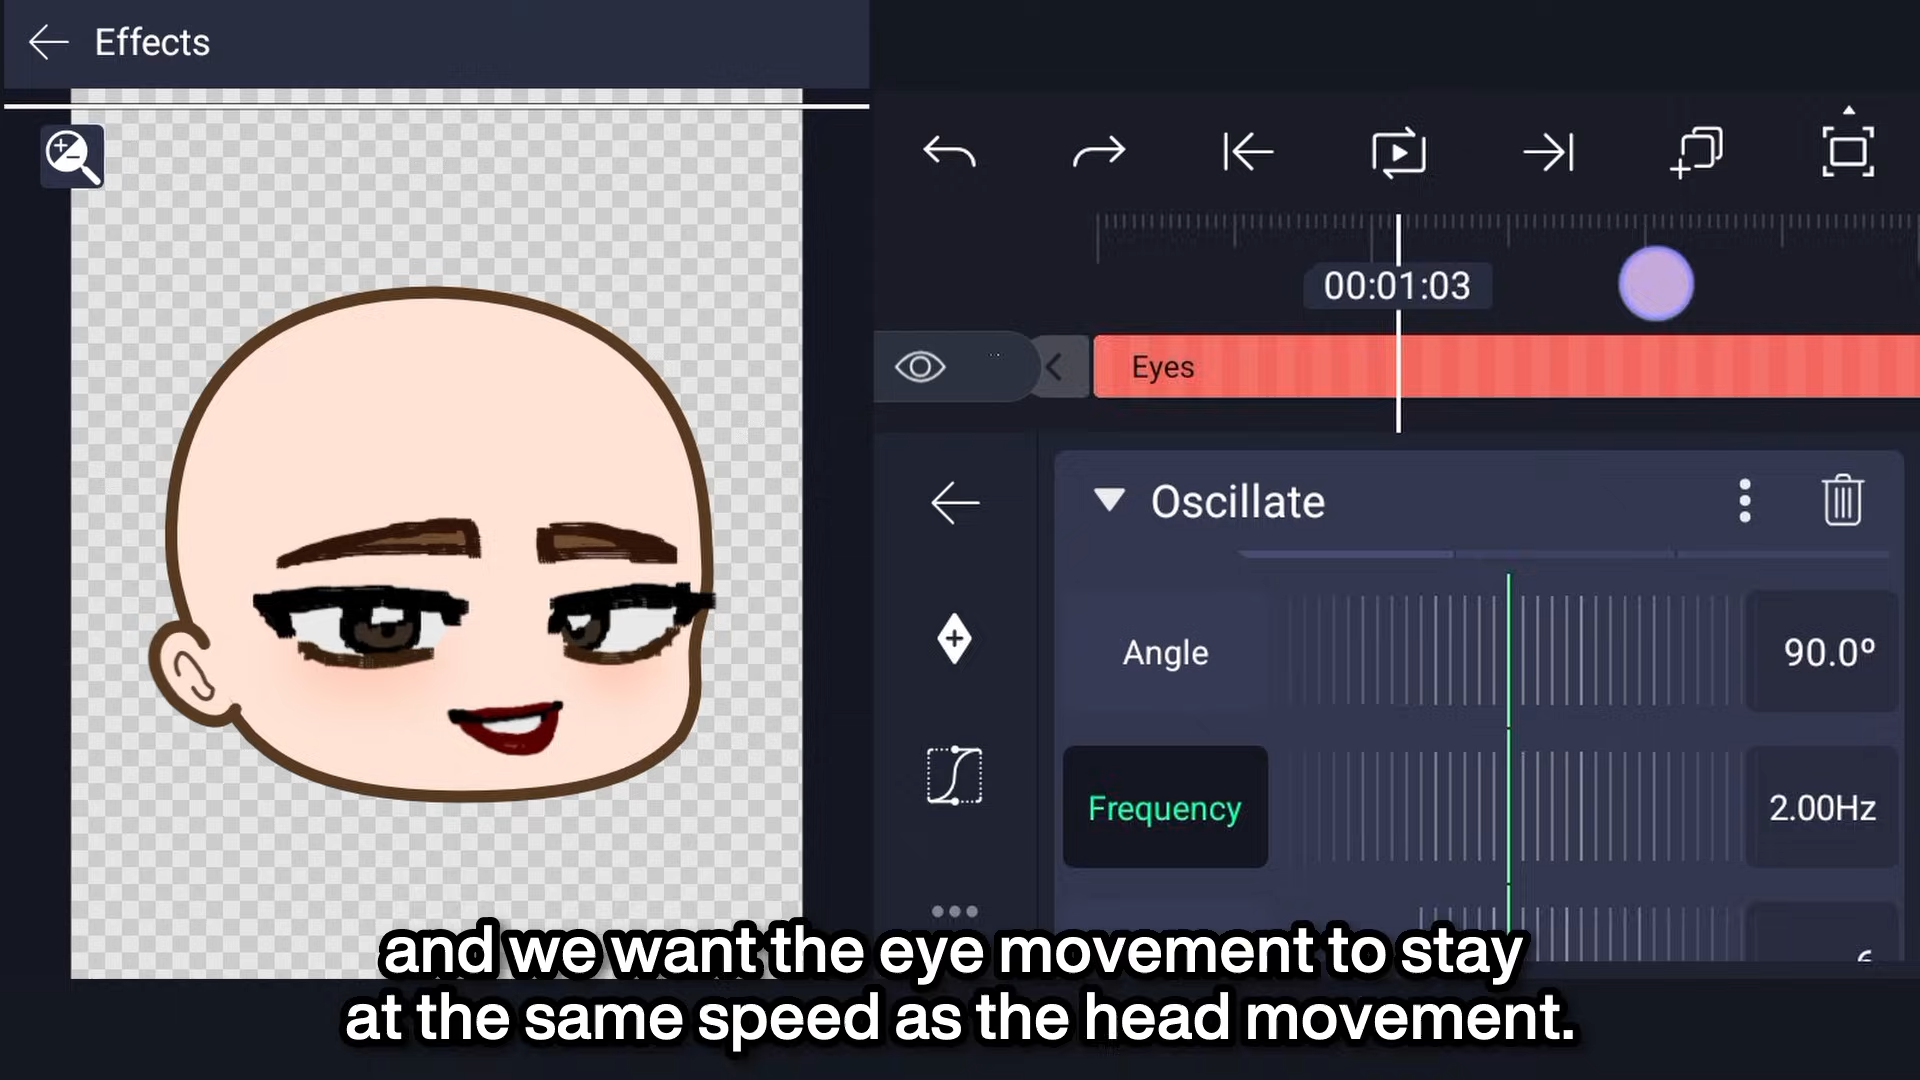 Effects
00:01:03
Eyes
Oscillate
Angle
90.0º
Frequency
2.00Hz
and we want the eye movement to stay
at the same speed as the head movement.